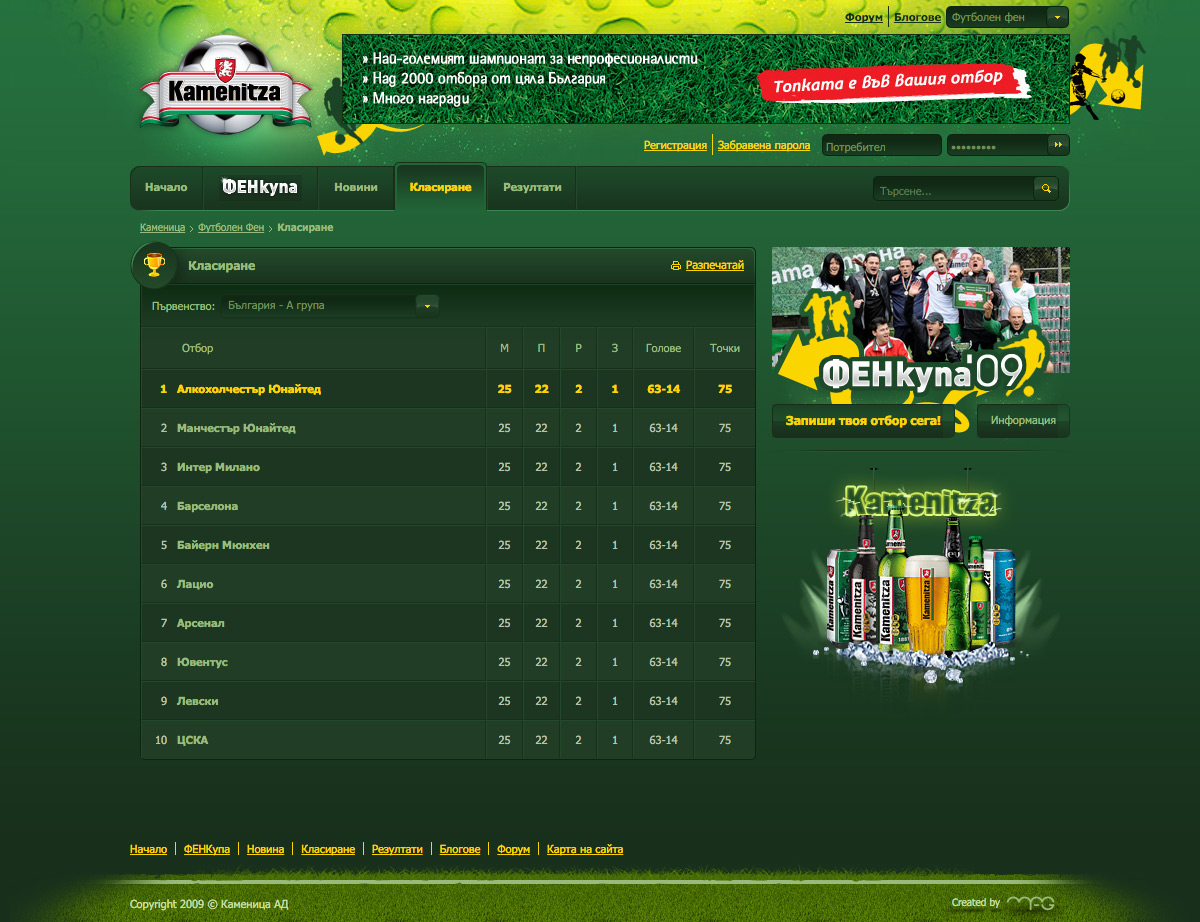 Форум Блогове Футболен фен
» Най-големият шампионат за непрофесионалисти
» Над 2000 отбора от цяла България
» Много награди
Топката е във Вашия отбор
Kamenitza
Регистрация Забравена парола Потребител
Начало ФЕНкупа Новини Класиране Резултати Търсене...
Каменица > Футболен Фен > Класиране
Класиране Разпечатай
Първенство: България - А група
Отбор М П Р З Голове Точки
1 Алкохолчестър Юнайтед 25 22 2 1 63-14 75
2 Манчестър Юнайтед 25 22 2 1 63-14 75
3 Интер Милано 25 22 2 1 63-14 75
4 Барселона 25 22 2 1 63-14 75
5 Байерн Мюнхен 25 22 2 1 63-14 75
6 Лацио 25 22 2 1 63-14 75
7 Арсенал 25 22 2 1 63-14 75
8 Ювентус 25 22 2 1 63-14 75
9 Левски 25 22 2 1 63-14 75
10 ЦСКА 25 22 2 1 63-14 75
ФЕНкупа'09
Запиши твоя отбор сега! Информация
Kamenitza
Kamenitza
Kamenitza
Kamenitza
Kamenitza
Начало ФЕНКупа Новина Класиране Резултати Блогове Форум Карта на сайта
Copyright 2009 © Каменица АД
Created by